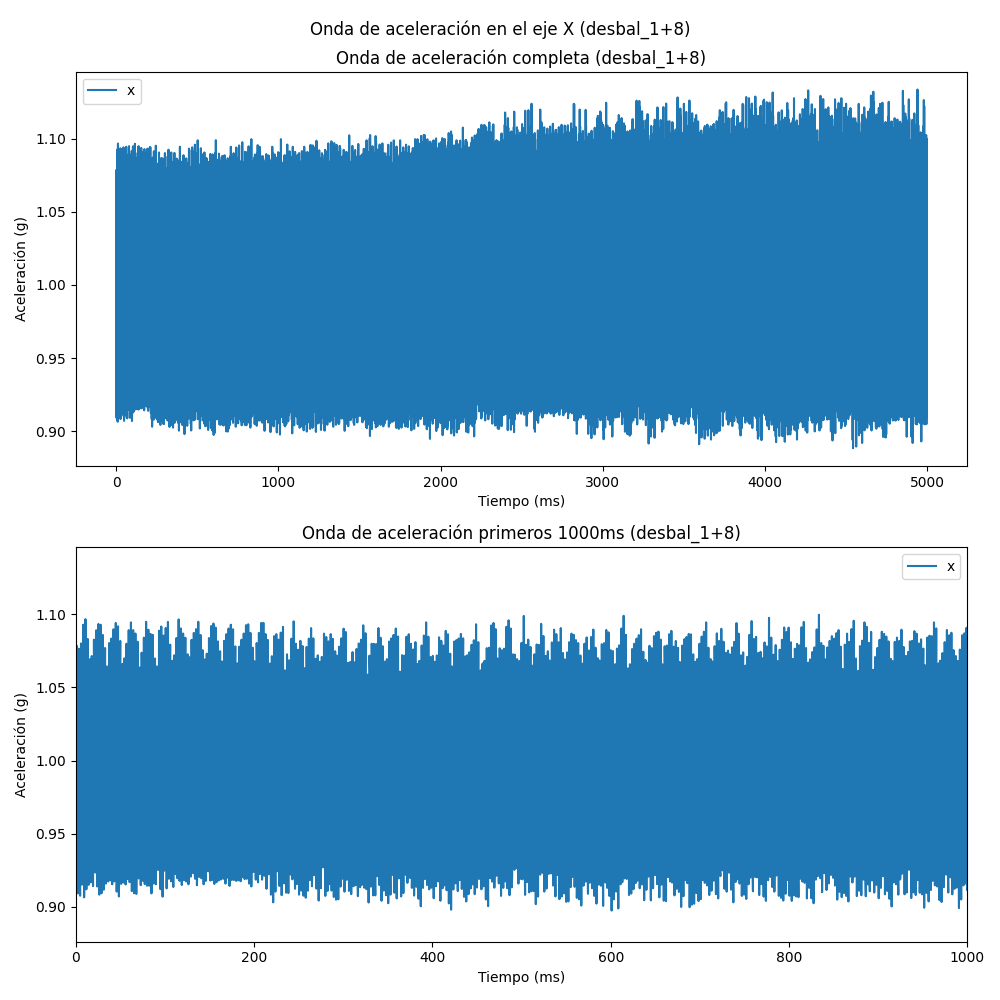 Onda de aceleración en el eje X (desbal_1+8)
Onda de aceleración completa (desbal_1+8)
x
1.10
1.05
1.00
0.95
0.90
Aceleración (g)
0 1000 2000 3000 4000 5000
Tiempo (ms)
Onda de aceleración primeros 1000ms (desbal_1+8)
x
1.10
1.05
1.00
0.95
0.90
Aceleración (g)
0 200 400 600 800 1000
Tiempo (ms)